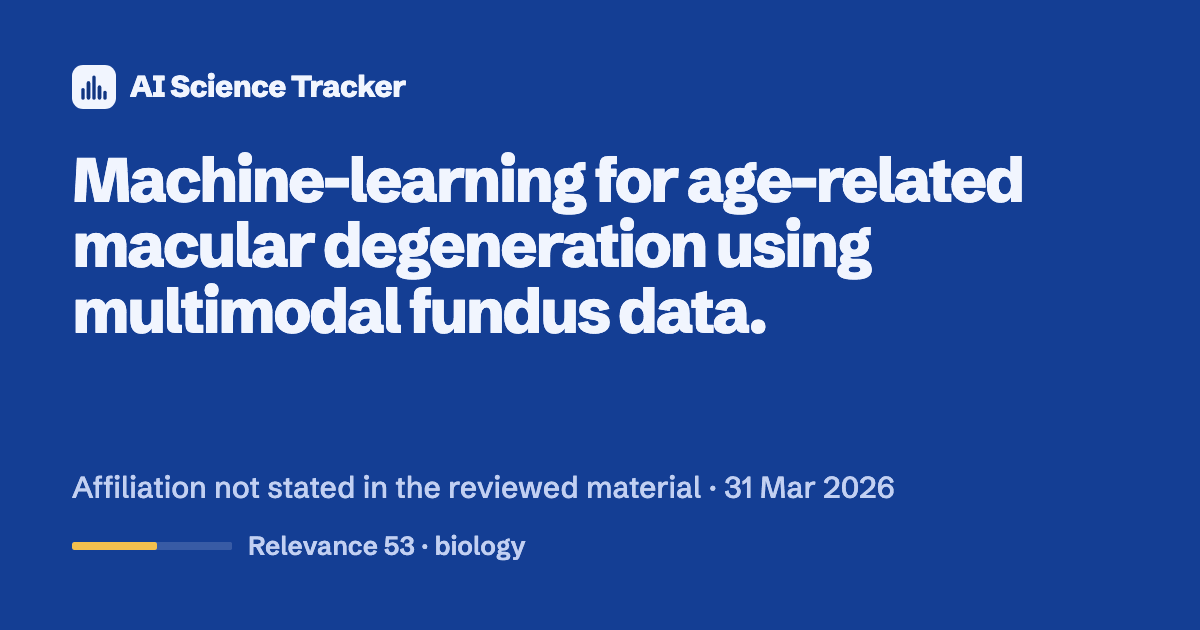 AI Science Tracker
Machine-learning for age-related
macular degeneration using
multimodal fundus data.
Affiliation not stated in the reviewed material · 31 Mar 2026
Relevance 53 · biology